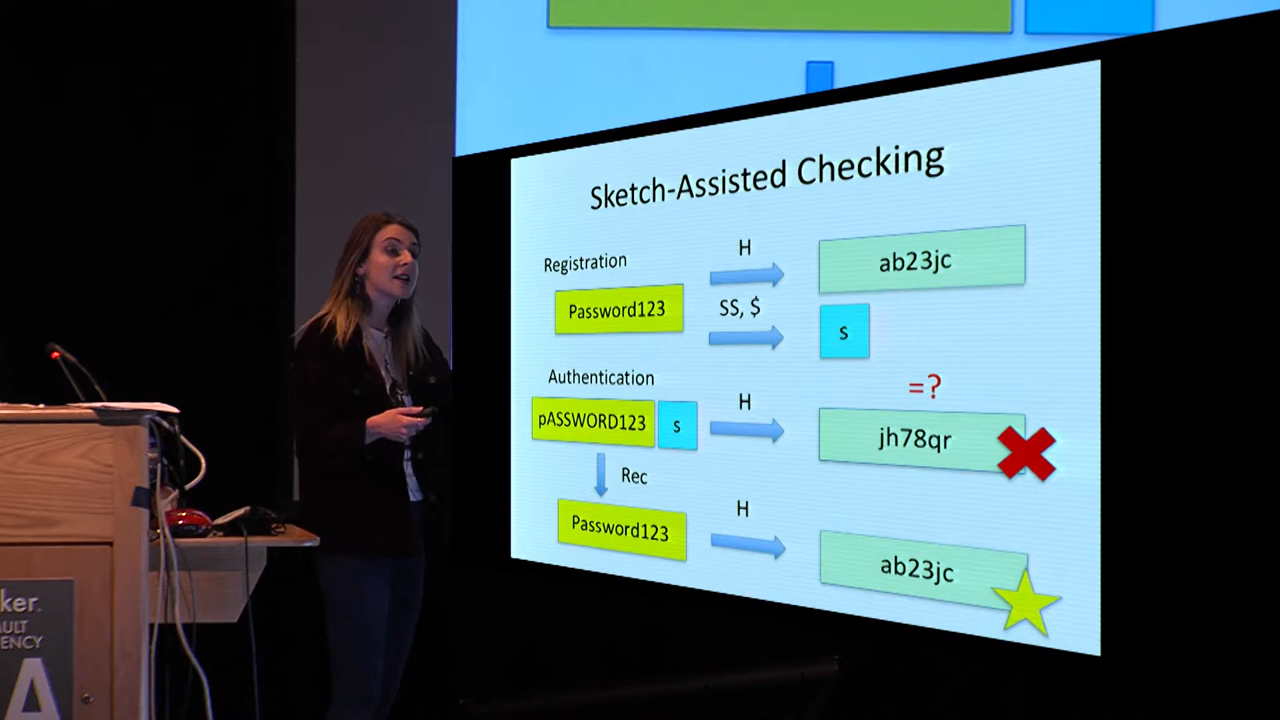 Sketch-Assisted Checking
Registration
H
ab23jc
Password123
SS, $
s
Authentication
=?
pASSWORD123
s
H
jh78qr
Rec
Password123
H
ab23jc
ker.
AULT
ENCY
A